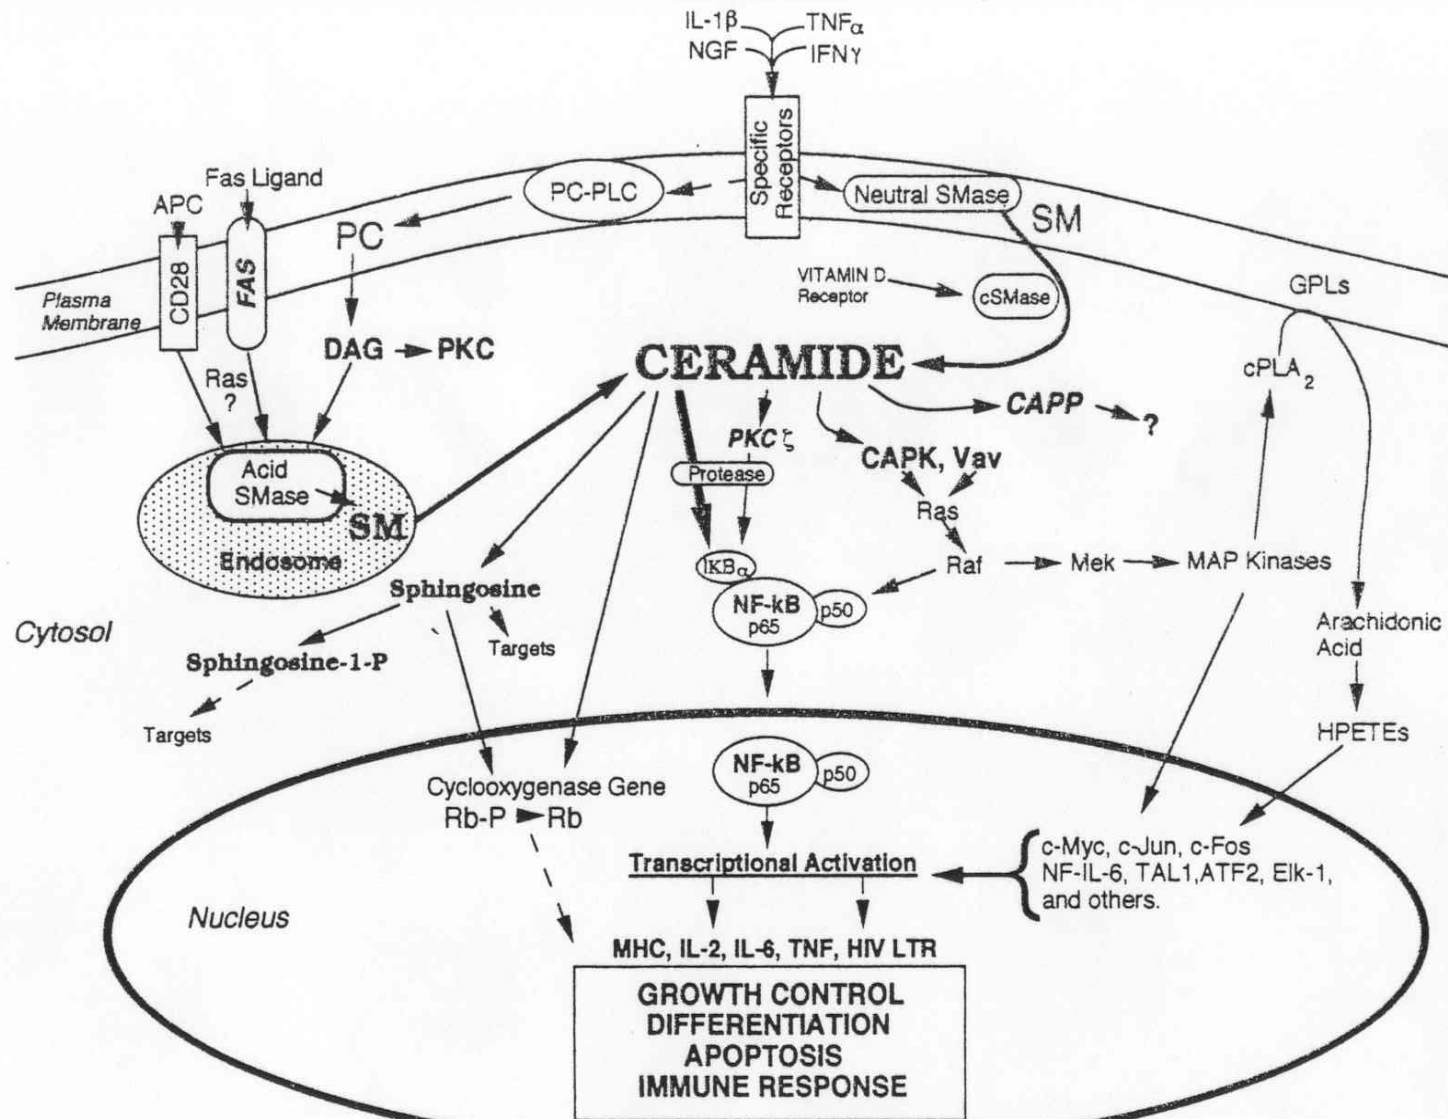 IL-1β TNFα
NGF IFNγ
Specific
Receptors
Fas Ligand
APC
PC-PLC
Neutral SMase
SM
PC
CD28
FAS
VITAMIN D
Receptor
cSMase
GPLs
Plasma
Membrane
DAG PKC
CERAMIDE
cPLA2
Ras
?
CAPP
?
PKC ζ
CAPK, Vav
Protease
Acid
SMase
SM
Endosome
Ras
IKBα
Raf Mek MAP Kinases
Sphingosine
NF-kB
p65
p50
Cytosol
Targets
Arachidonic
Acid
Sphingosine-1-P
Targets
HPETEs
NF-kB
p65
p50
Cyclooxygenase Gene
Rb-P Rb
Transcriptional Activation
c-Myc, c-Jun, c-Fos
NF-IL-6, TAL1,ATF2, Elk-1,
and others.
Nucleus
MHC, IL-2, IL-6, TNF, HIV LTR
GROWTH CONTROL
DIFFERENTIATION
APOPTOSIS
IMMUNE RESPONSE